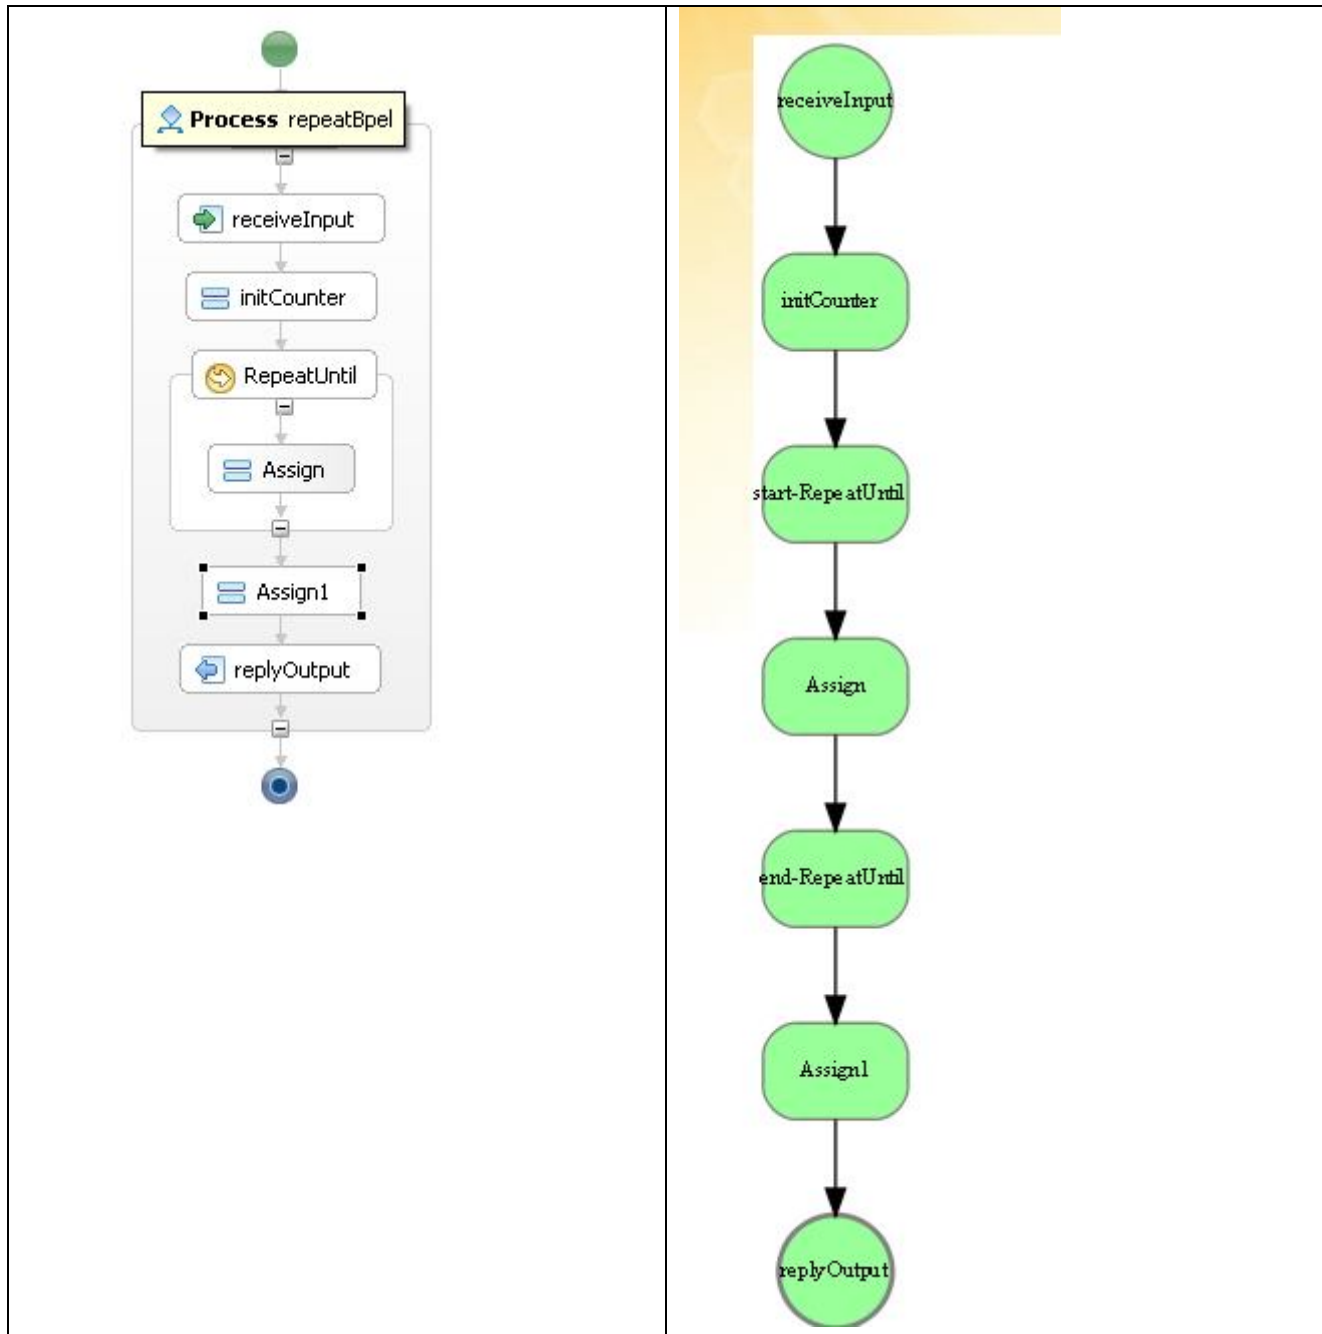 Process repeatBpel
receiveInput
initCounter
RepeatUntil
Assign
Assign1
replyOutput
receiveInput
initCounter
start-RepeatUntil
Assign
end-RepeatUntil
Assign1
replyOutput